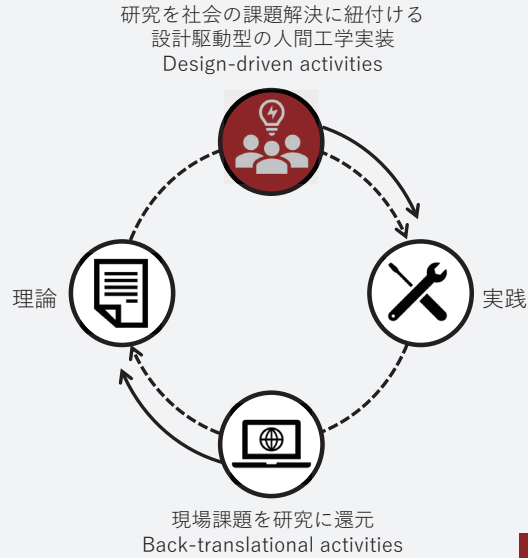 研究を社会の課題解決に紐付ける
設計駆動型の人間工学実装
Design-driven activities
理論
実践
現場課題を研究に還元
Back-translational activities